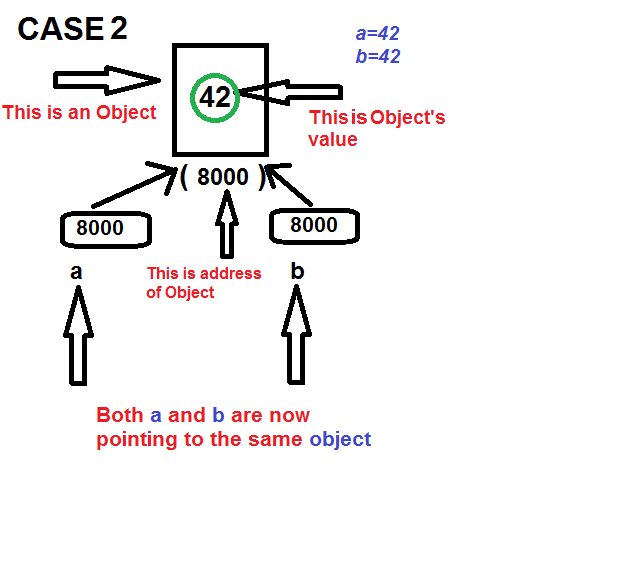 CASE 2
a=42
b=42
42
This is an Object
This is Object's
value
( 8000 )
8000
8000
a
This is address
of Object
b
Both a and b are now
pointing to the same object